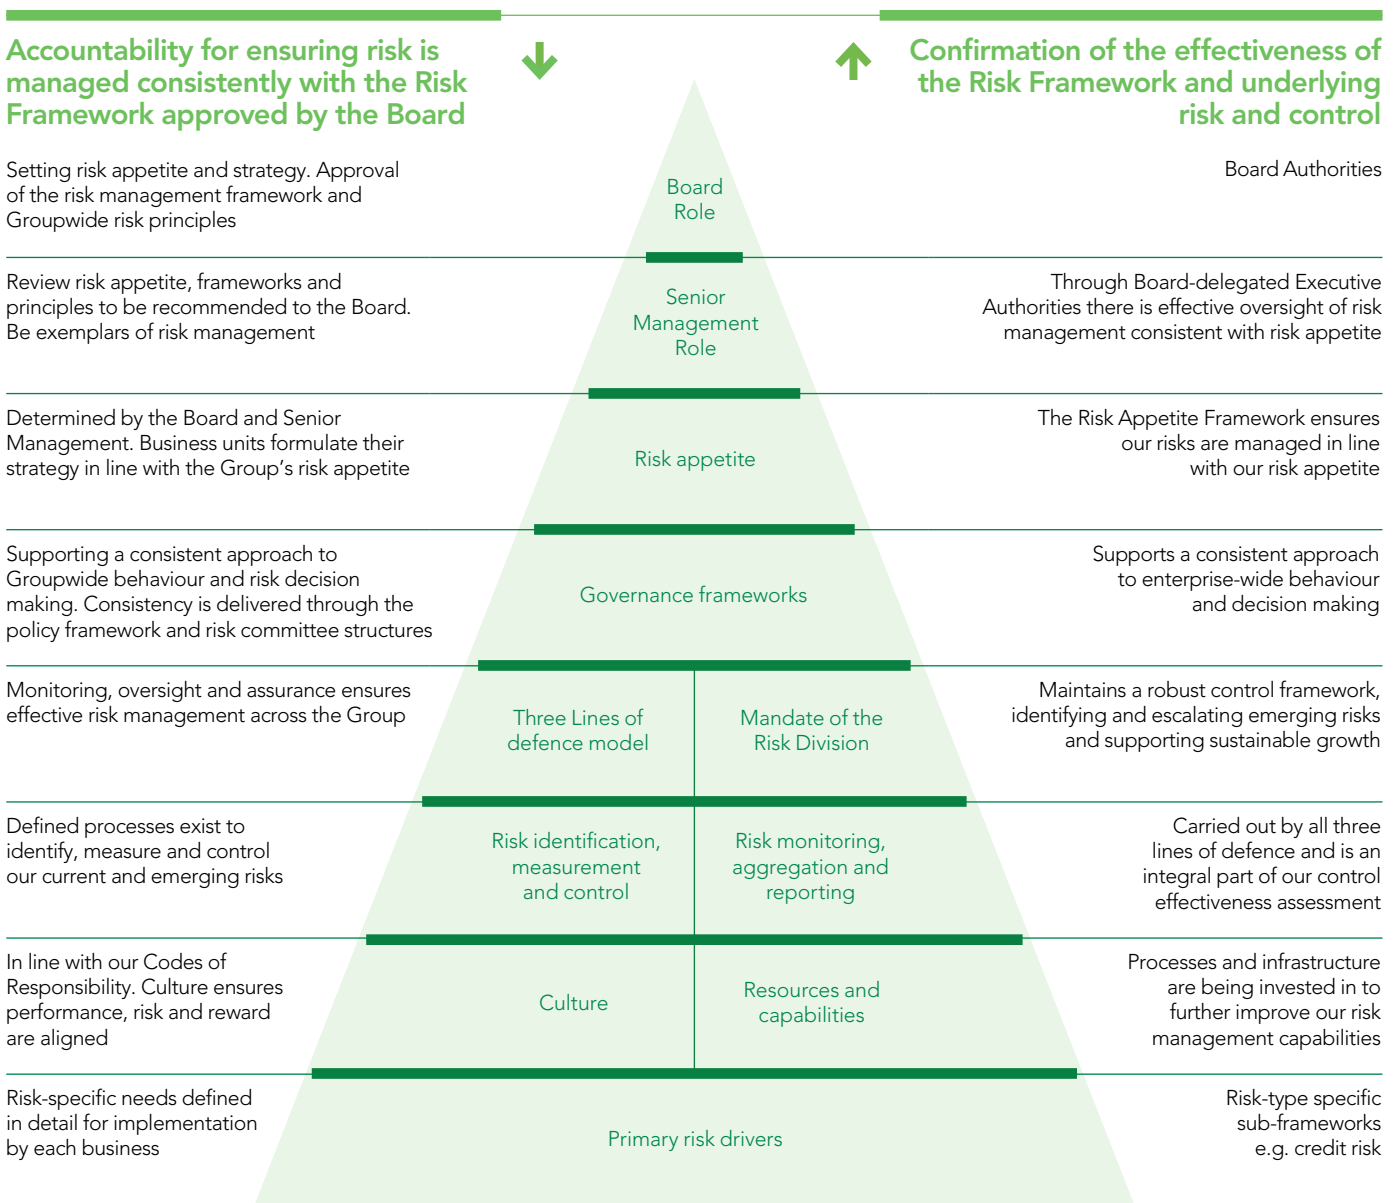 Accountability for ensuring risk is
managed consistently with the Risk
Framework approved by the Board
Confirmation of the effectiveness of
the Risk Framework and underlying
risk and control
Setting risk appetite and strategy. Approval
of the risk management framework and
Groupwide risk principles
Board
Role
Board Authorities
Review risk appetite, frameworks and
principles to be recommended to the Board.
Be exemplars of risk management
Senior
Management
Role
Through Board-delegated Executive
Authorities there is effective oversight of risk
management consistent with risk appetite
Determined by the Board and Senior
Management. Business units formulate their
strategy in line with the Group's risk appetite
Risk appetite
The Risk Appetite Framework ensures
our risks are managed in line
with our risk appetite
Supporting a consistent approach to
Groupwide behaviour and risk decision
making. Consistency is delivered through the
policy framework and risk committee structures
Governance frameworks
Supports a consistent approach
to enterprise-wide behaviour
and decision making
Monitoring, oversight and assurance ensures
effective risk management across the Group
Three Lines of
defence model
Mandate of the
Risk Division
Maintains a robust control framework,
identifying and escalating emerging risks
and supporting sustainable growth
Defined processes exist to
identify, measure and control
our current and emerging risks
Risk identification,
measurement
and control
Risk monitoring,
aggregation and
reporting
Carried out by all three
lines of defence and is an
integral part of our control
effectiveness assessment
In line with our Codes of
Responsibility. Culture ensures
performance, risk and reward
are aligned
Culture
Resources and
capabilities
Processes and infrastructure
are being invested in to
further improve our risk
management capabilities
Risk-specific needs defined
in detail for implementation
by each business
Primary risk drivers
Risk-type specific
sub-frameworks
e.g. credit risk